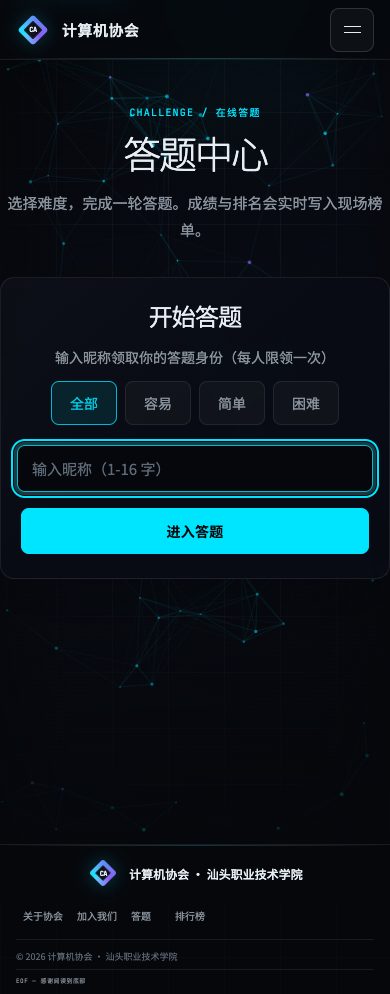 CA 计算机协会
CHALLENGE / 在线答题
答题中心
选择难度，完成一轮答题。成绩与排名会实时写入现场榜
单。
开始答题
输入昵称领取你的答题身份（每人限领一次）
全部 容易 简单 困难
输入昵称（1-16 字）
进入答题
CA 计算机协会 · 汕头职业技术学院
关于协会 加入我们 答题 排行榜
© 2026 计算机协会 · 汕头职业技术学院
EOF — 感谢阅读到底部